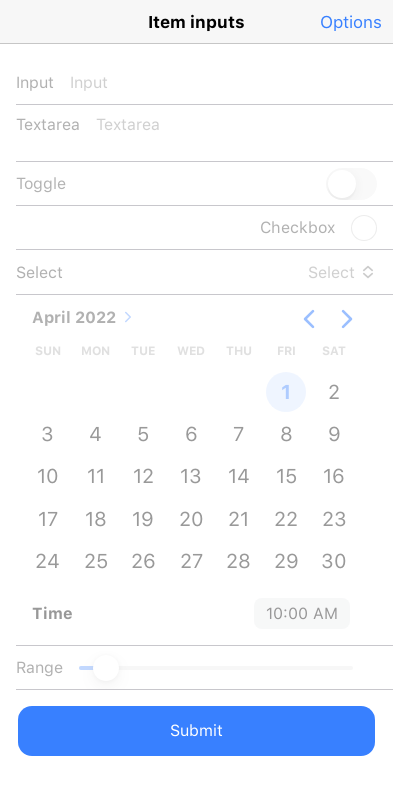 Item inputs Options
Input Input
Textarea Textarea
Toggle
Checkbox
Select Select
April 2022
SUN MON TUE WED THU FRI SAT
1 2
3 4 5 6 7 8 9
10 11 12 13 14 15 16
17 18 19 20 21 22 23
24 25 26 27 28 29 30
Time 10:00 AM
Range
Submit